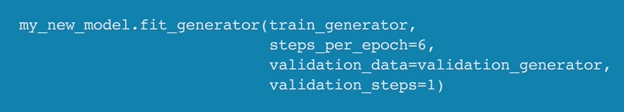 my_new_model.fit_generator(train_generator,
                           steps_per_epoch=6,
                           validation_data=validation_generator,
                           validation_steps=1)